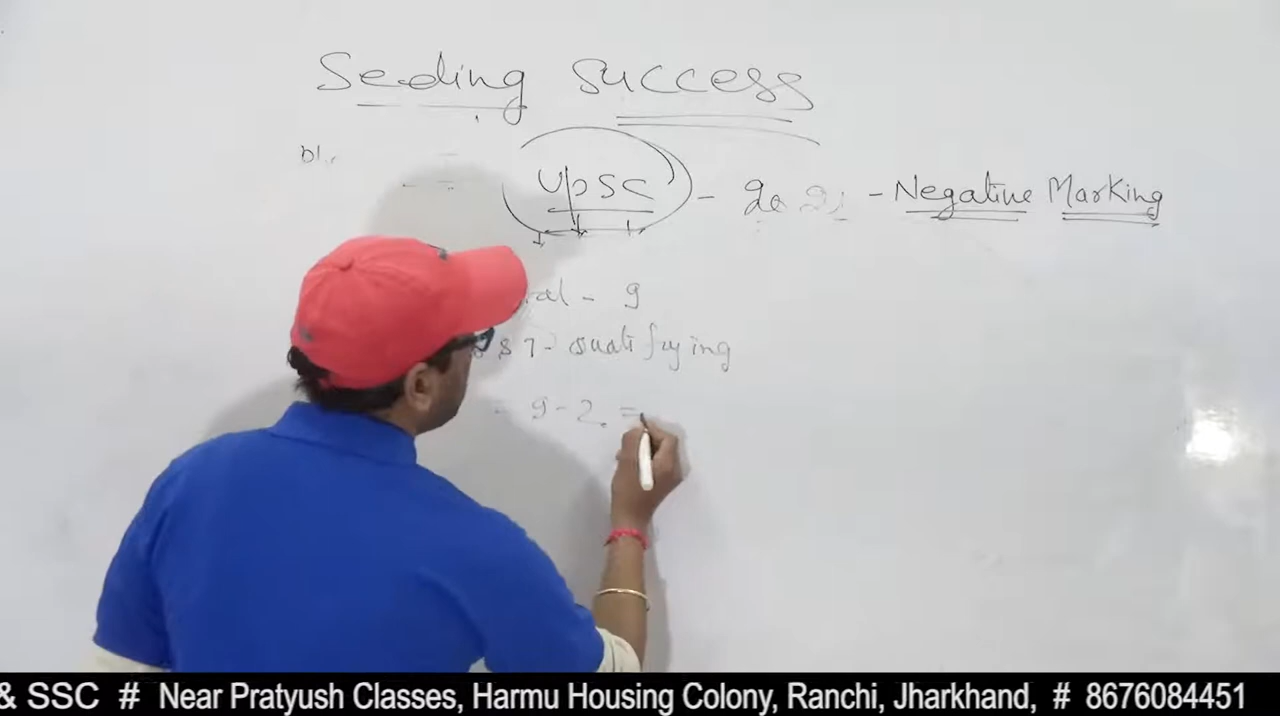 Seeding Success
UPSC - 2021 - Negative Marking
- 9
87 - Qualifying
- 9 - 2 =
& SSC # Near Pratyush Classes, Harmu Housing Colony, Ranchi, Jharkhand, # 8676084451